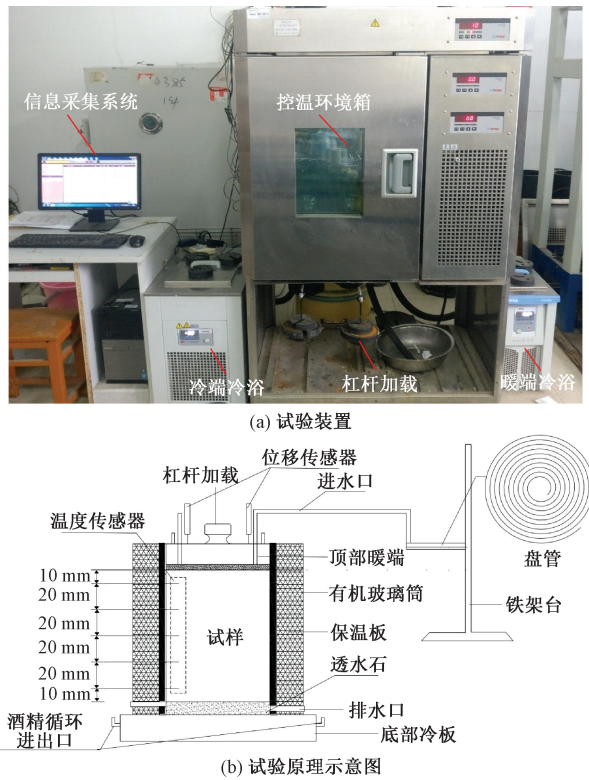 信息采集系统
控温环境箱
冷端冷浴
杠杆加载
暖端冷浴
(a) 试验装置
位移传感器
杠杆加载
进水口
温度传感器
顶部暖端
盘管
10 mm
20 mm
有机玻璃筒
铁架台
20 mm
试样
保温板
20 mm
20 mm
透水石
10 mm
排水口
酒精循环
进出口
底部冷板
(b) 试验原理示意图